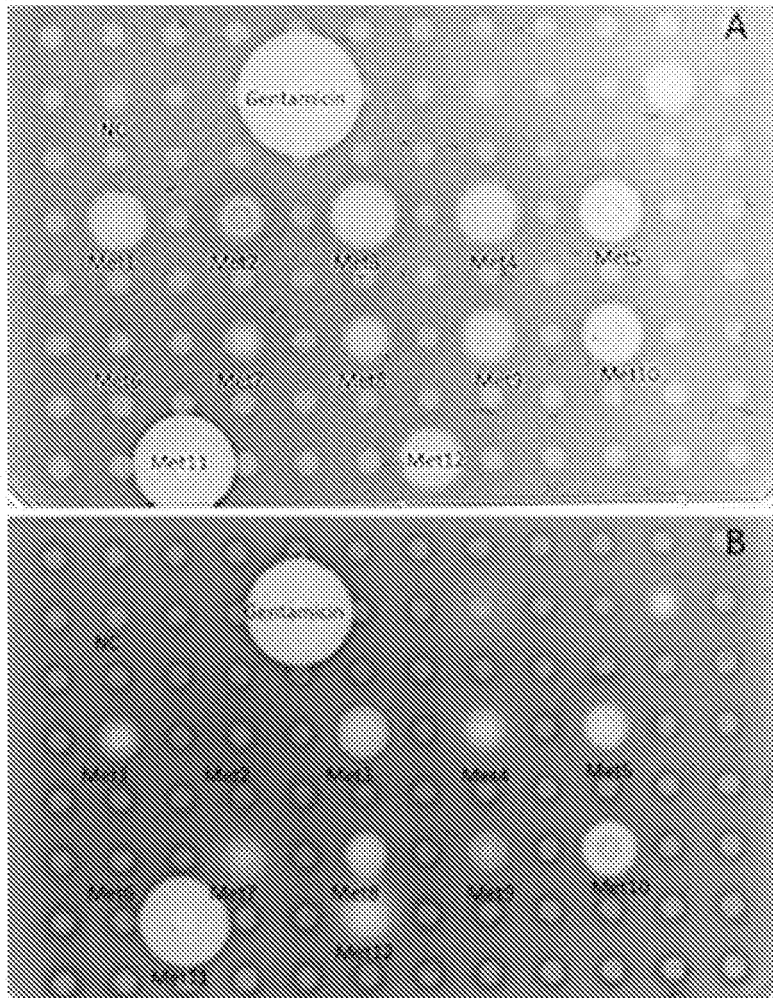 A
Gentamicin
NC
Met1 Met2 Met3 Met4 Met5
Met6 Met7 Met8 Met9 Met10
Met11 Met12
B
Gentamicin
NC
Met1 Met2 Met3 Met4 Met5
Met6 Met7 Met8 Met9 Met10
Met12
Met11